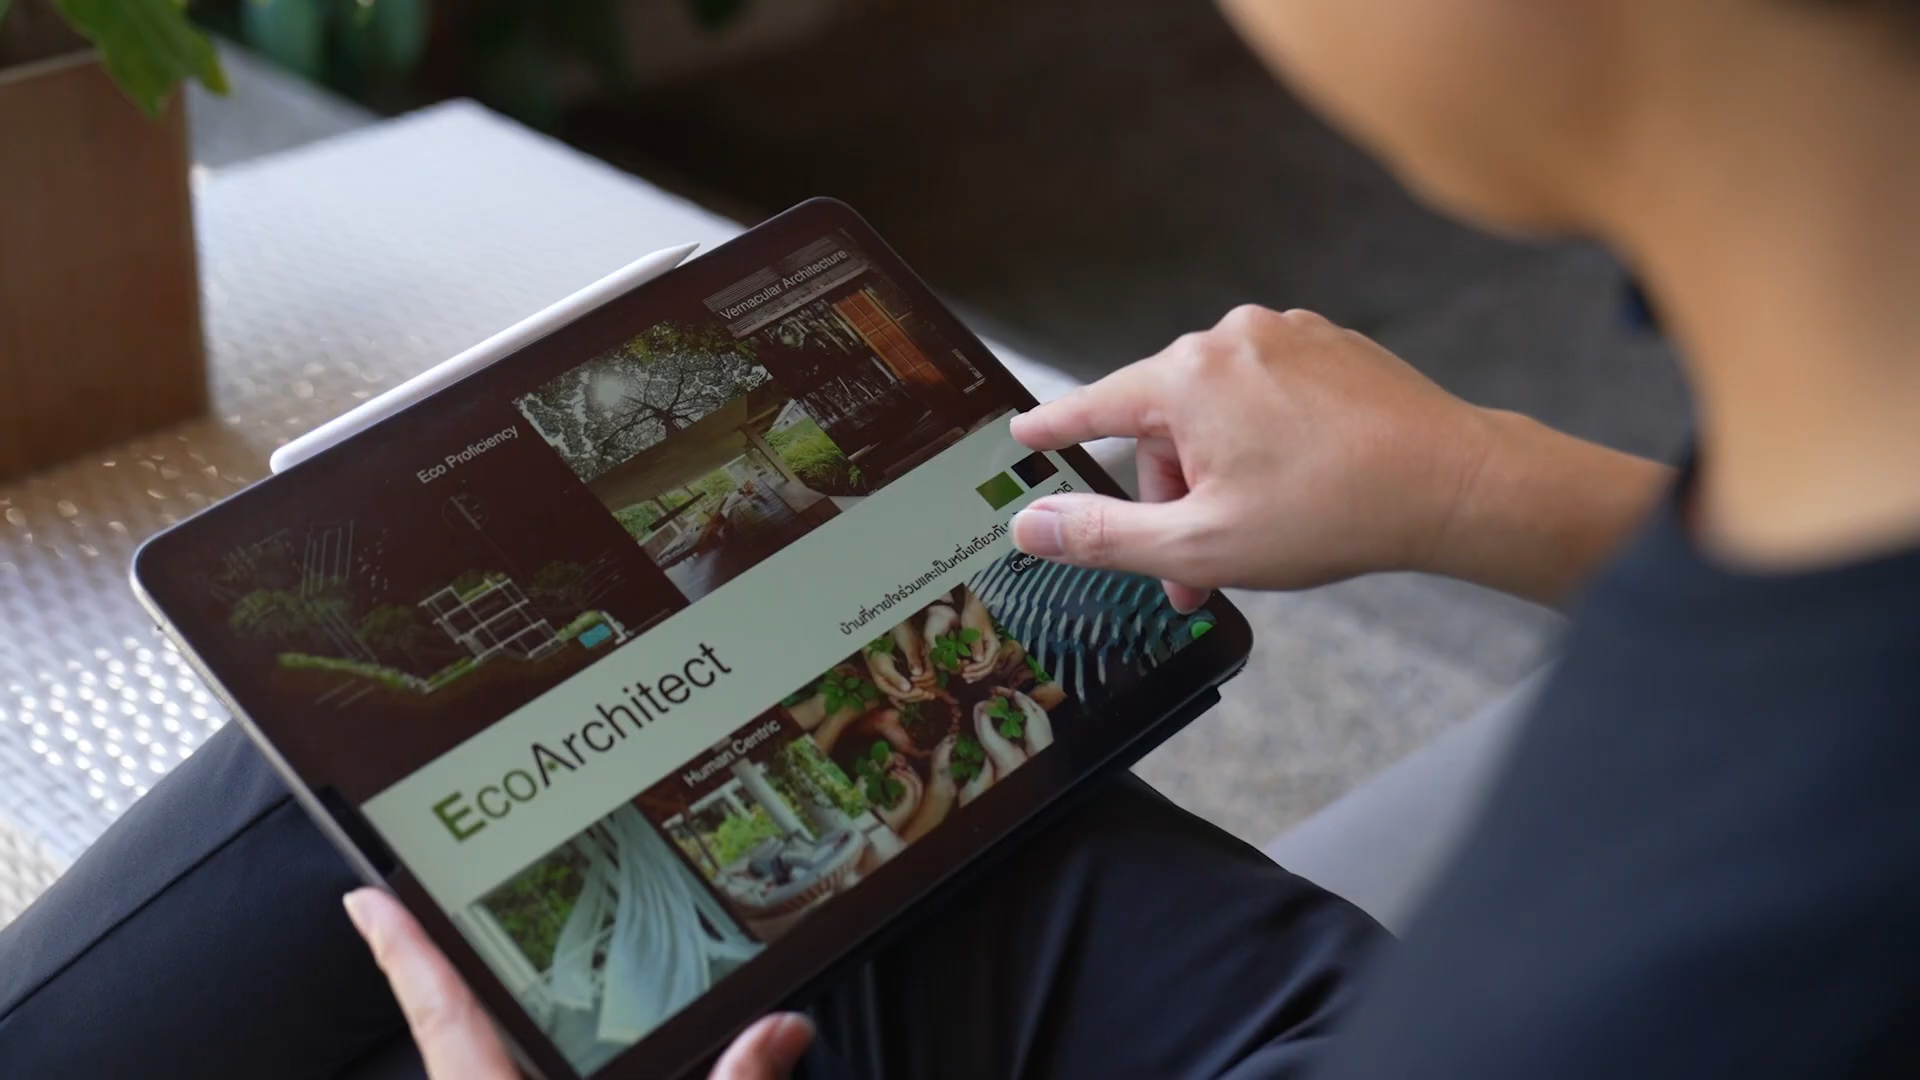 Vernacular Architecture
Eco Proficiency
EcoArchitect
บ้านที่หายใจร่วมและเป็นหนึ่งเดียวกับ
Human Centric